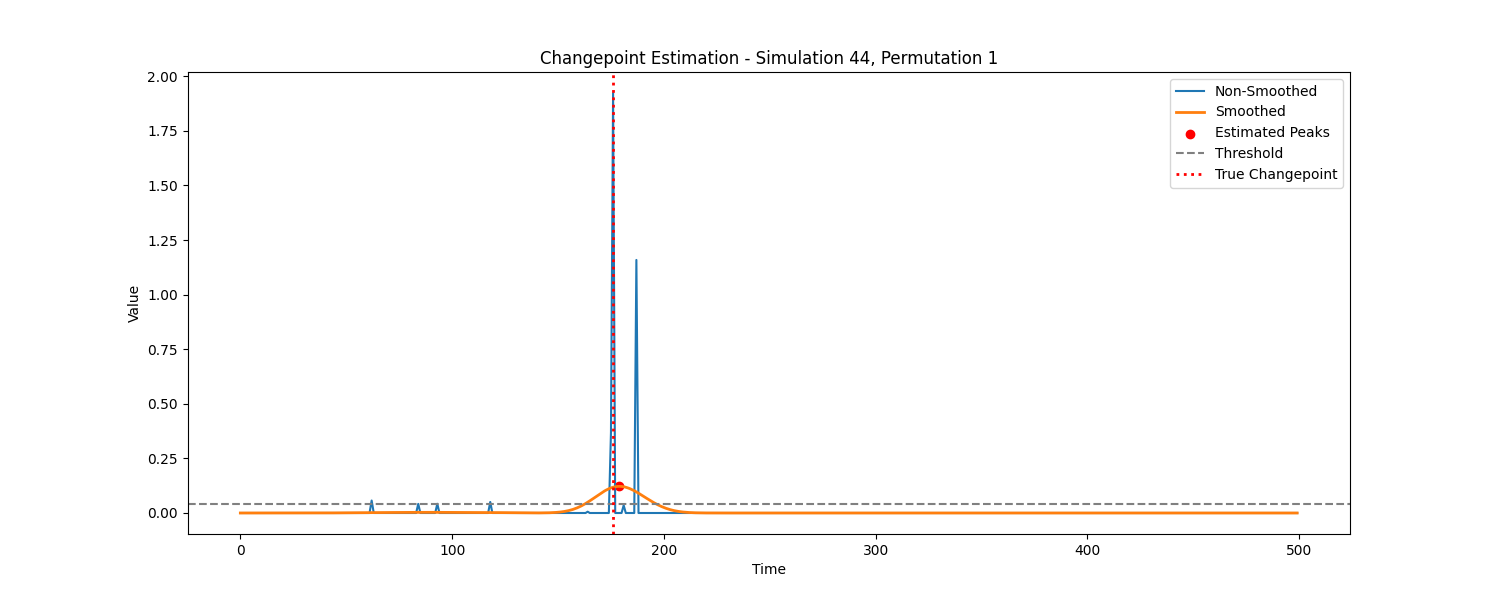 Changepoint Estimation - Simulation 44, Permutation 1
Value
2.00
1.75
1.50
1.25
1.00
0.75
0.50
0.25
0.00
Non-Smoothed
Smoothed
Estimated Peaks
Threshold
True Changepoint
0 100 200 300 400 500
Time